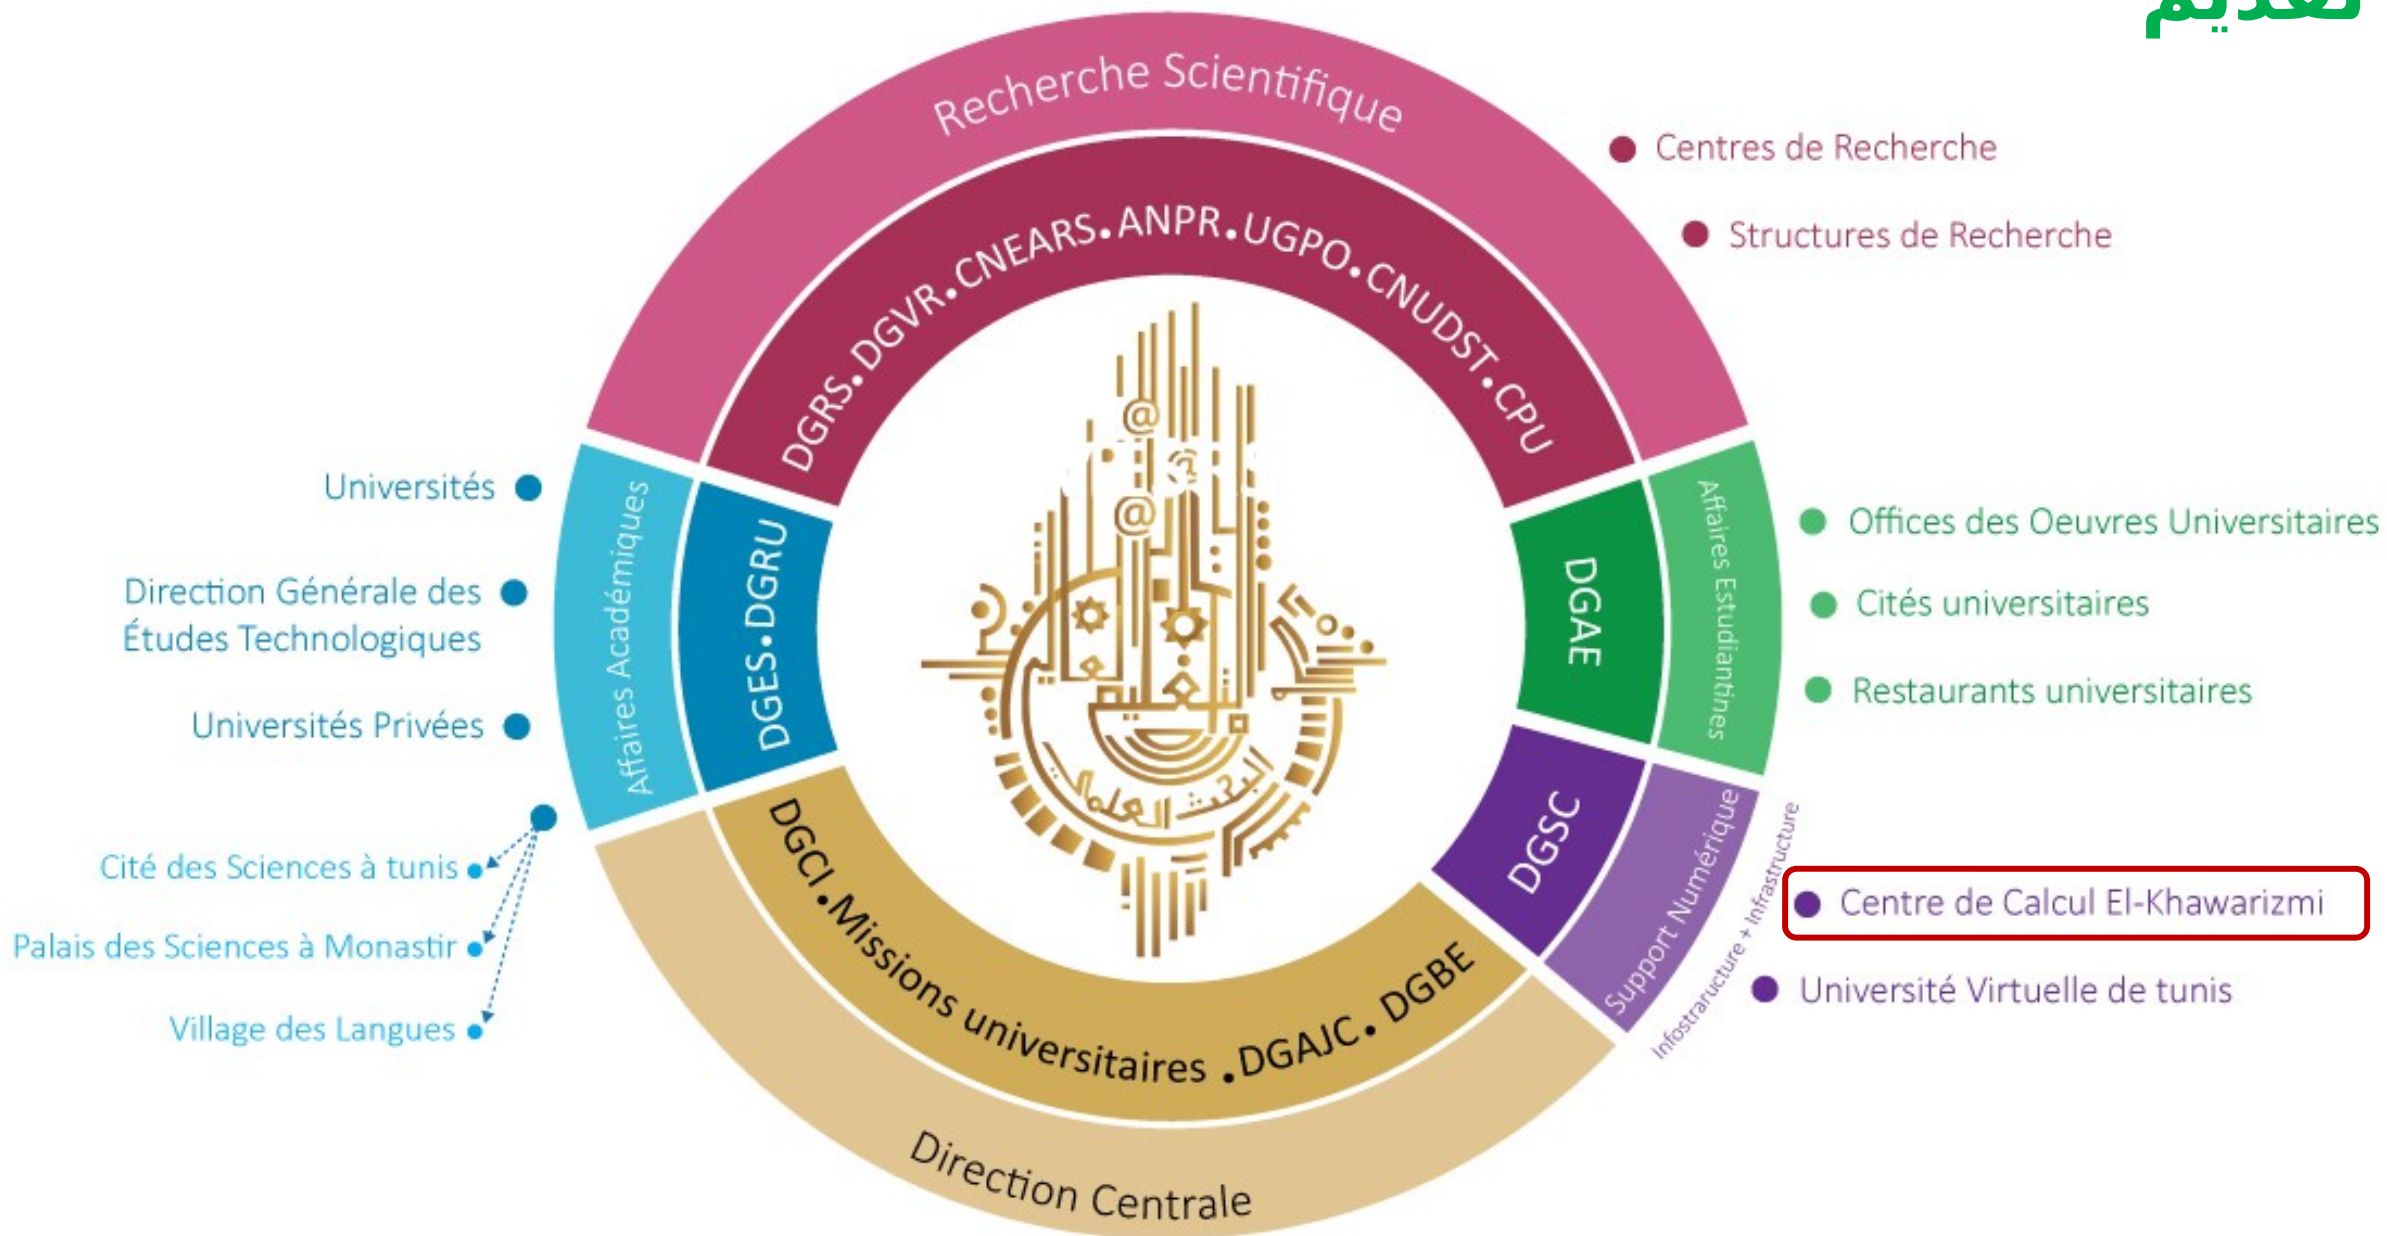 تقديم
Recherche Scientifique
DGRS.DGVR.CNEARS.ANPR.UGPO.CNUDST.CPU
Centres de Recherche
Structures de Recherche
Affaires Académiques
DGES.DGRU
Universités
Direction Générale des
Études Technologiques
Universités Privées
Cité des Sciences à tunis
Palais des Sciences à Monastir
Village des Langues
DGAE
Affaires Estudiantines
Offices des Oeuvres Universitaires
Cités universitaires
Restaurants universitaires
DGSC
Support Numérique
Infostraructure + Infrastructure
Centre de Calcul El-Khawarizmi
Université Virtuelle de tunis
DGCI.Missions universitaires .DGAJC. DGBE
Direction Centrale
البحث العلمي